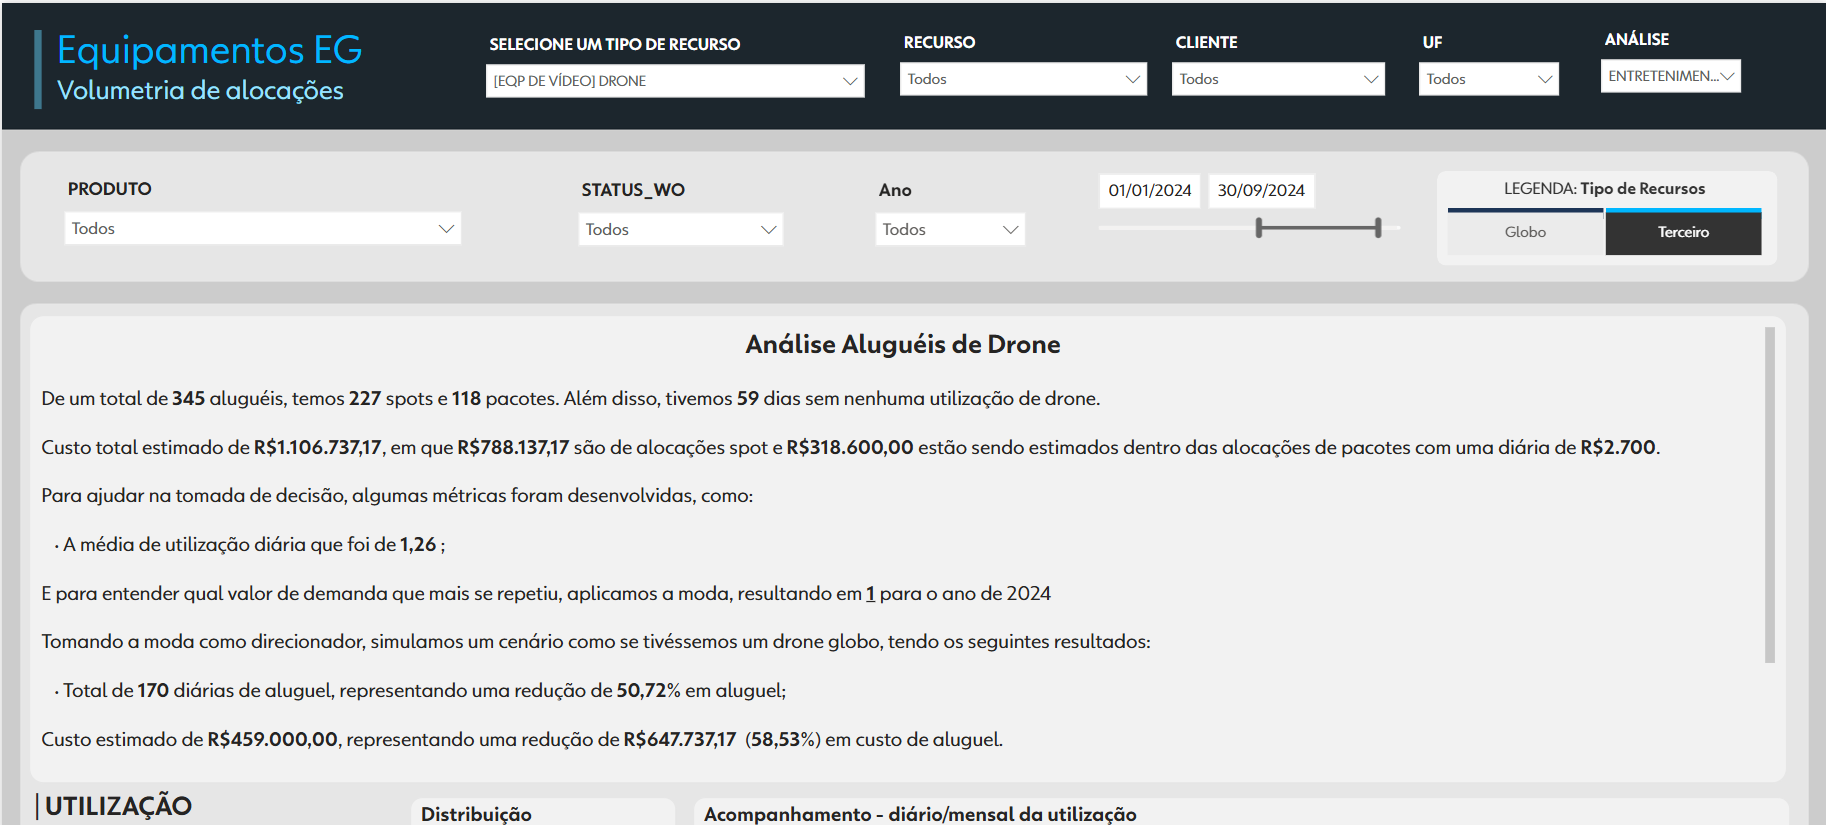 Equipamentos EG
Volumetria de alocações
SELECIONE UM TIPO DE RECURSO
[EQP DE VÍDEO] DRONE
RECURSO
Todos
CLIENTE
Todos
UF
Todos
ANÁLISE
ENTRETENIMEN...
PRODUTO
Todos
STATUS_WO
Todos
Ano
Todos
01/01/2024
30/09/2024
LEGENDA: Tipo de Recursos
Globo
Terceiro
Análise Aluguéis de Drone
De um total de 345 aluguéis, temos 227 spots e 118 pacotes. Além disso, tivemos 59 dias sem nenhuma utilização de drone.
Custo total estimado de R$1.106.737,17, em que R$788.137,17 são de alocações spot e R$318.600,00 estão sendo estimados dentro das alocações de pacotes com uma diária de R$2.700.
Para ajudar na tomada de decisão, algumas métricas foram desenvolvidas, como:
· A média de utilização diária que foi de 1,26 ;
E para entender qual valor de demanda que mais se repetiu, aplicamos a moda, resultando em 1 para o ano de 2024
Tomando a moda como direcionador, simulamos um cenário como se tivéssemos um drone globo, tendo os seguintes resultados:
· Total de 170 diárias de aluguel, representando uma redução de 50,72% em aluguel;
Custo estimado de R$459.000,00, representando uma redução de R$647.737,17 (58,53%) em custo de aluguel.
|UTILIZAÇÃO
Distribuição
Acompanhamento - diário/mensal da utilização